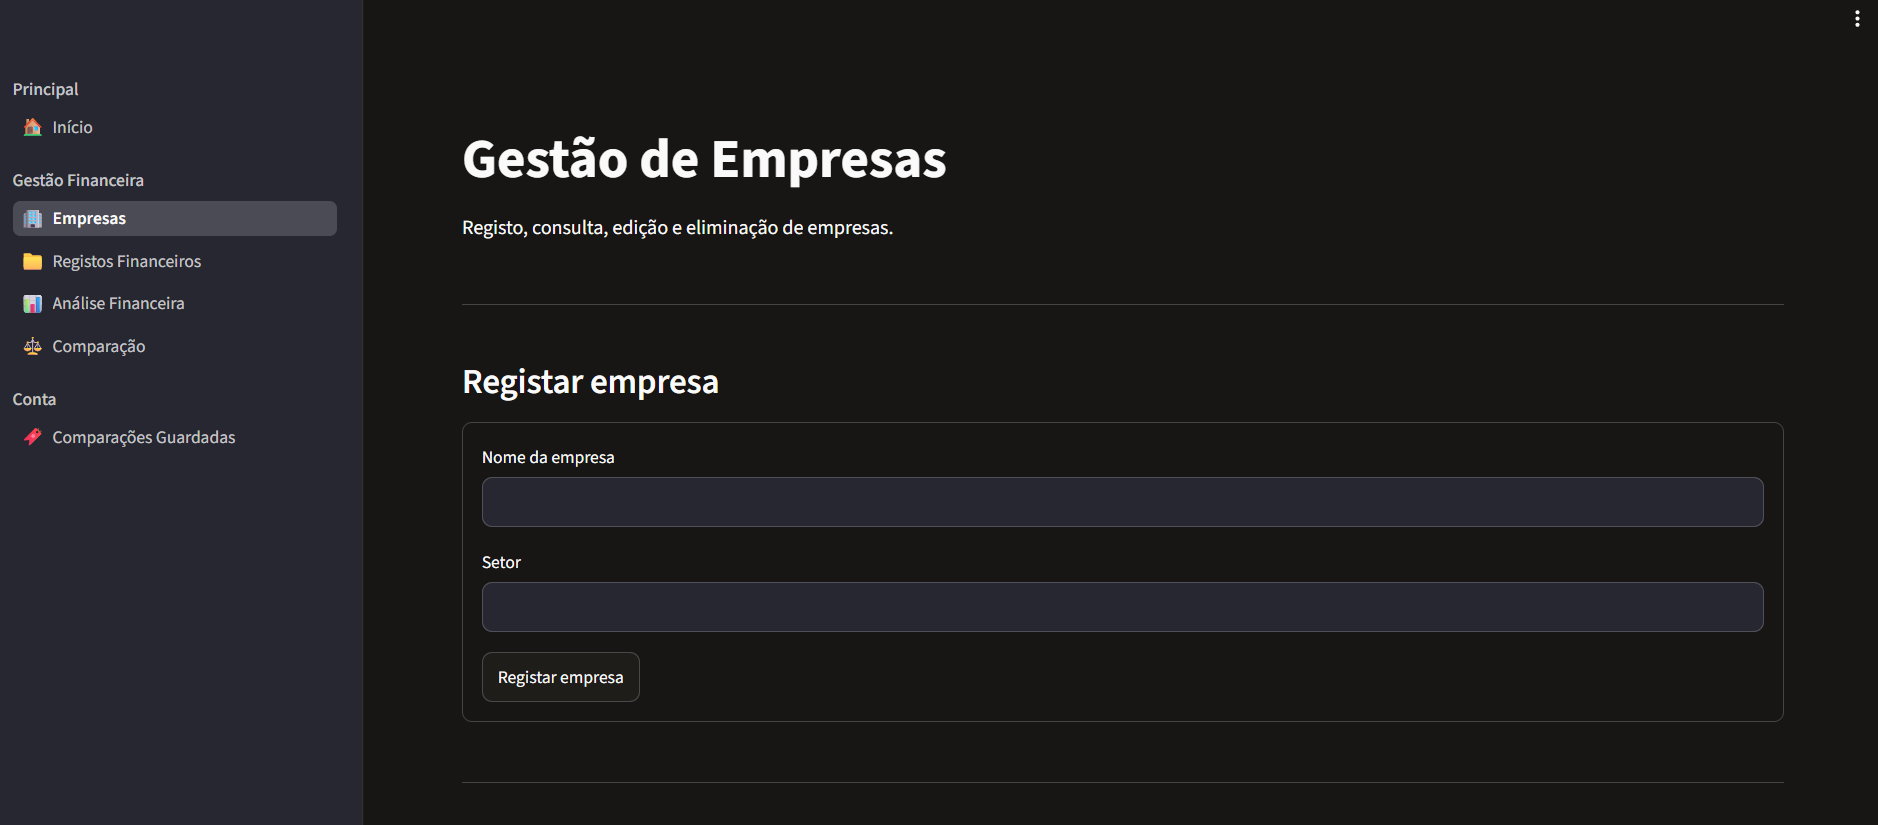 Principal
Início
Gestão Financeira
Empresas
Registos Financeiros
Análise Financeira
Comparação
Conta
Comparações Guardadas
Gestão de Empresas
Registo, consulta, edição e eliminação de empresas.
Registar empresa
Nome da empresa
Setor
Registar empresa